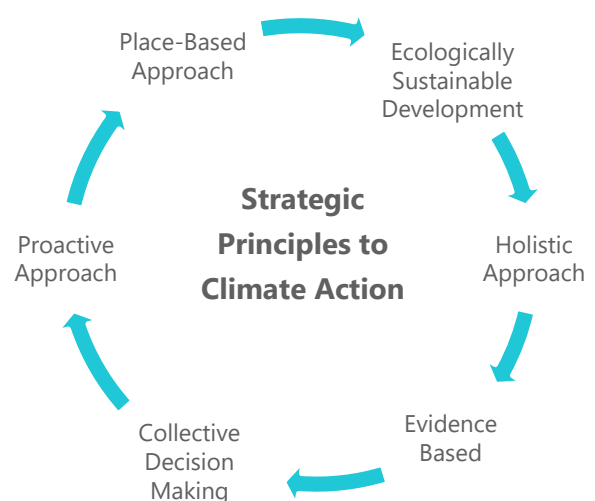 Place-Based
Approach
Ecologically
Sustainable
Development
Strategic
Principles to
Climate Action
Holistic
Approach
Evidence
Based
Collective
Decision
Making
Proactive
Approach